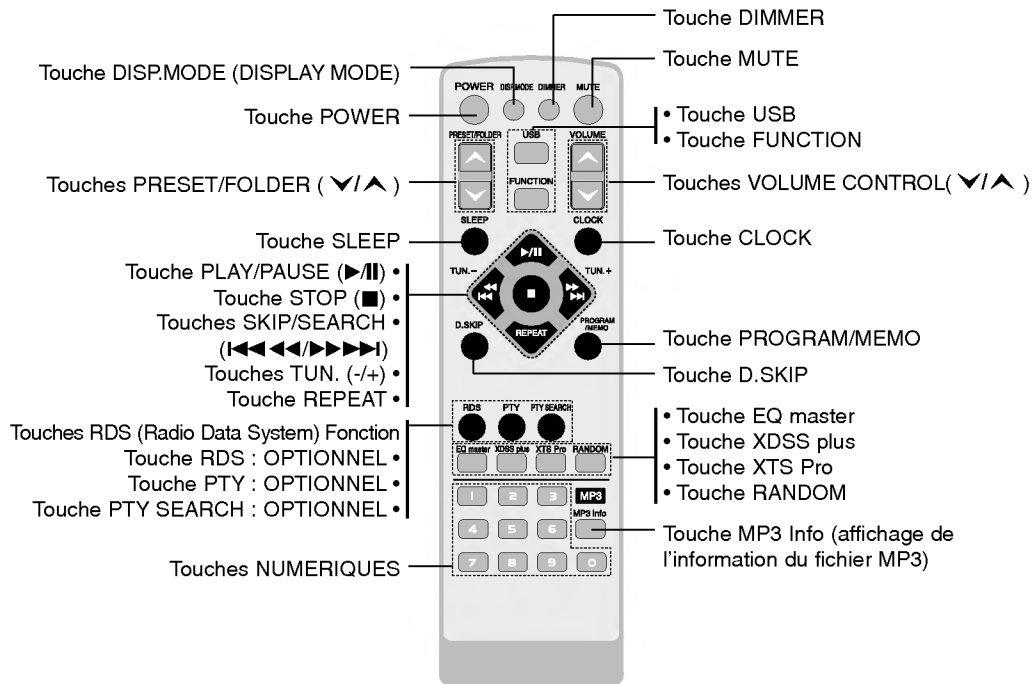 Touche DIMMER
Touche DISP.MODE (DISPLAY MODE)
Touche MUTE
Touche POWER
• Touche USB
• Touche FUNCTION
Touches PRESET/FOLDER ( ⌄/⌃ )
Touches VOLUME CONTROL( ⌄/⌃ )
Touche SLEEP
Touche CLOCK
Touche PLAY/PAUSE (▶/II) •
Touche STOP (■) •
Touches SKIP/SEARCH •
(I◀◀ ◀◀/▶▶ ▶▶I)
Touches TUN. (-/+) •
Touche REPEAT •
Touche PROGRAM/MEMO
Touche D.SKIP
Touches RDS (Radio Data System) Fonction
Touche RDS : OPTIONNEL •
Touche PTY : OPTIONNEL •
Touche PTY SEARCH : OPTIONNEL •
• Touche EQ master
• Touche XDSS plus
• Touche XTS Pro
• Touche RANDOM
Touche MP3 Info (affichage de
l'information du fichier MP3)
Touches NUMERIQUES
POWER DISP.MODE DIMMER MUTE
PRESET/FOLDER USB VOLUME
FUNCTION
SLEEP CLOCK
▶/II
TUN.- TUN.+
◀◀ ▶▶
I◀◀ ■ ▶▶I
D.SKIP REPEAT PROGRAM
/MEMO
RDS PTY PTY SEARCH
EQ master XDSS plus XTS Pro RANDOM
1 2 3 MP3
MP3 Info
4 5 6
7 8 9 0